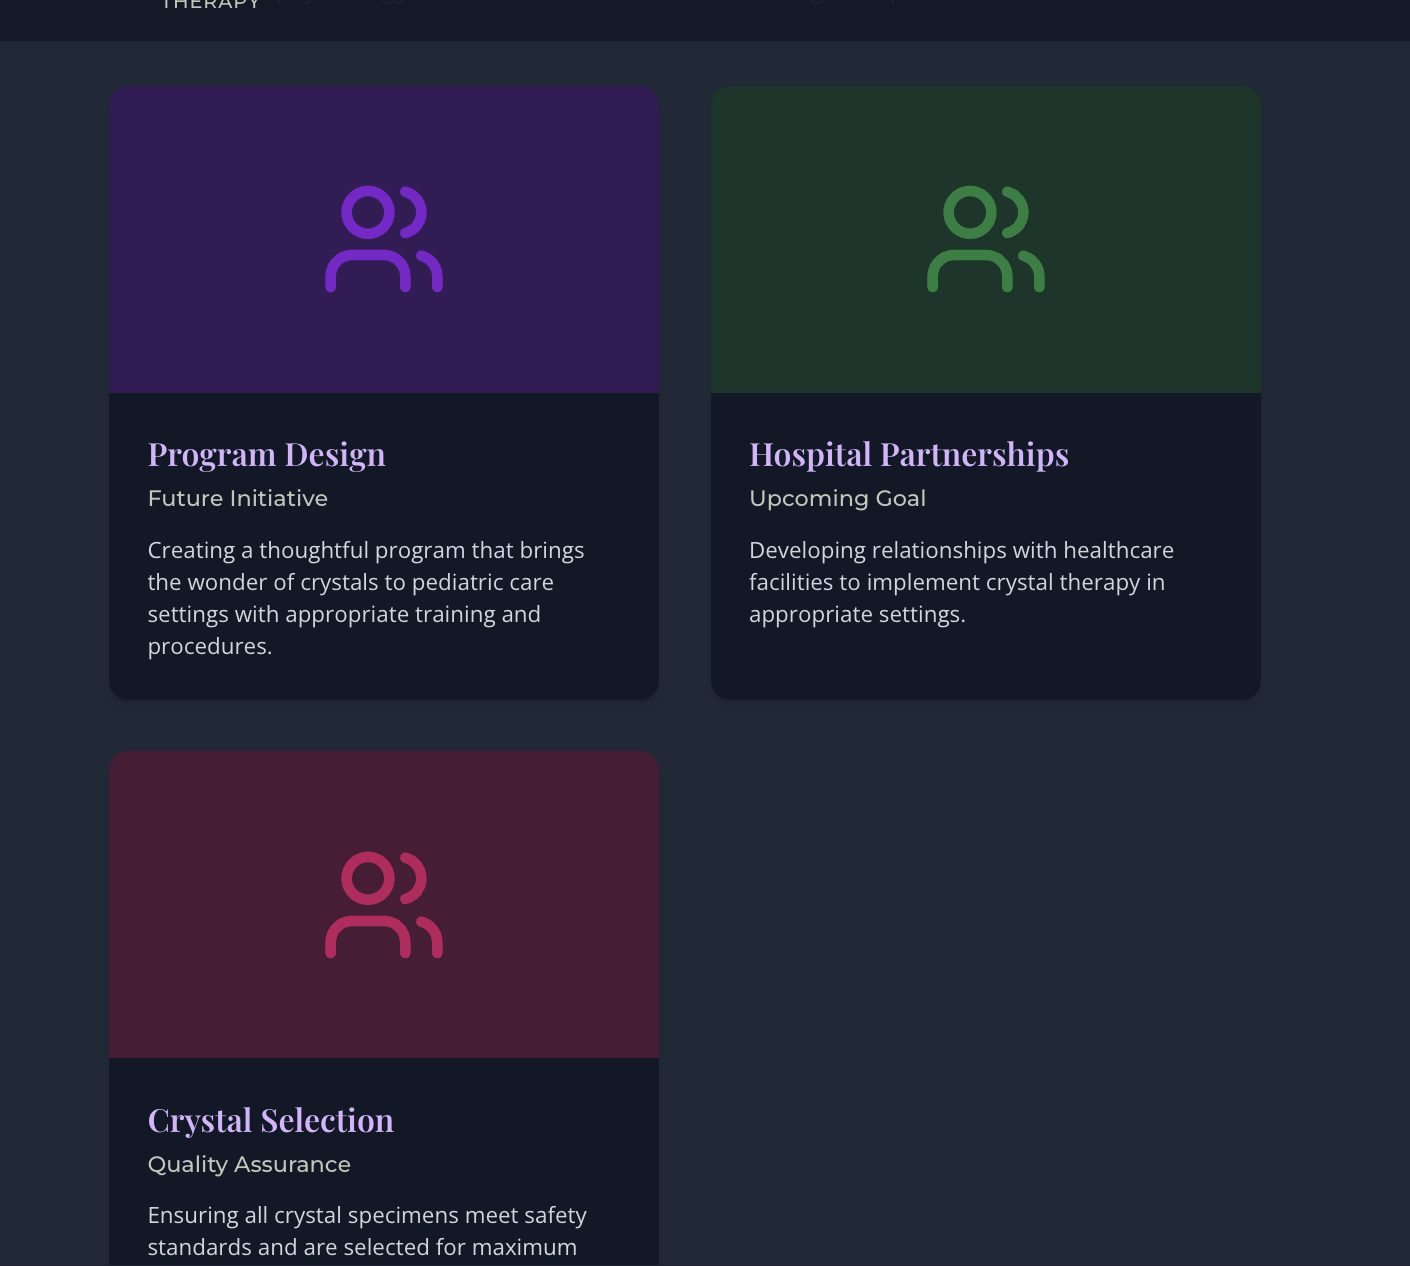 THERAPY
Program Design
Future Initiative
Creating a thoughtful program that brings
the wonder of crystals to pediatric care
settings with appropriate training and
procedures.
Hospital Partnerships
Upcoming Goal
Developing relationships with healthcare
facilities to implement crystal therapy in
appropriate settings.
Crystal Selection
Quality Assurance
Ensuring all crystal specimens meet safety
standards and are selected for maximum